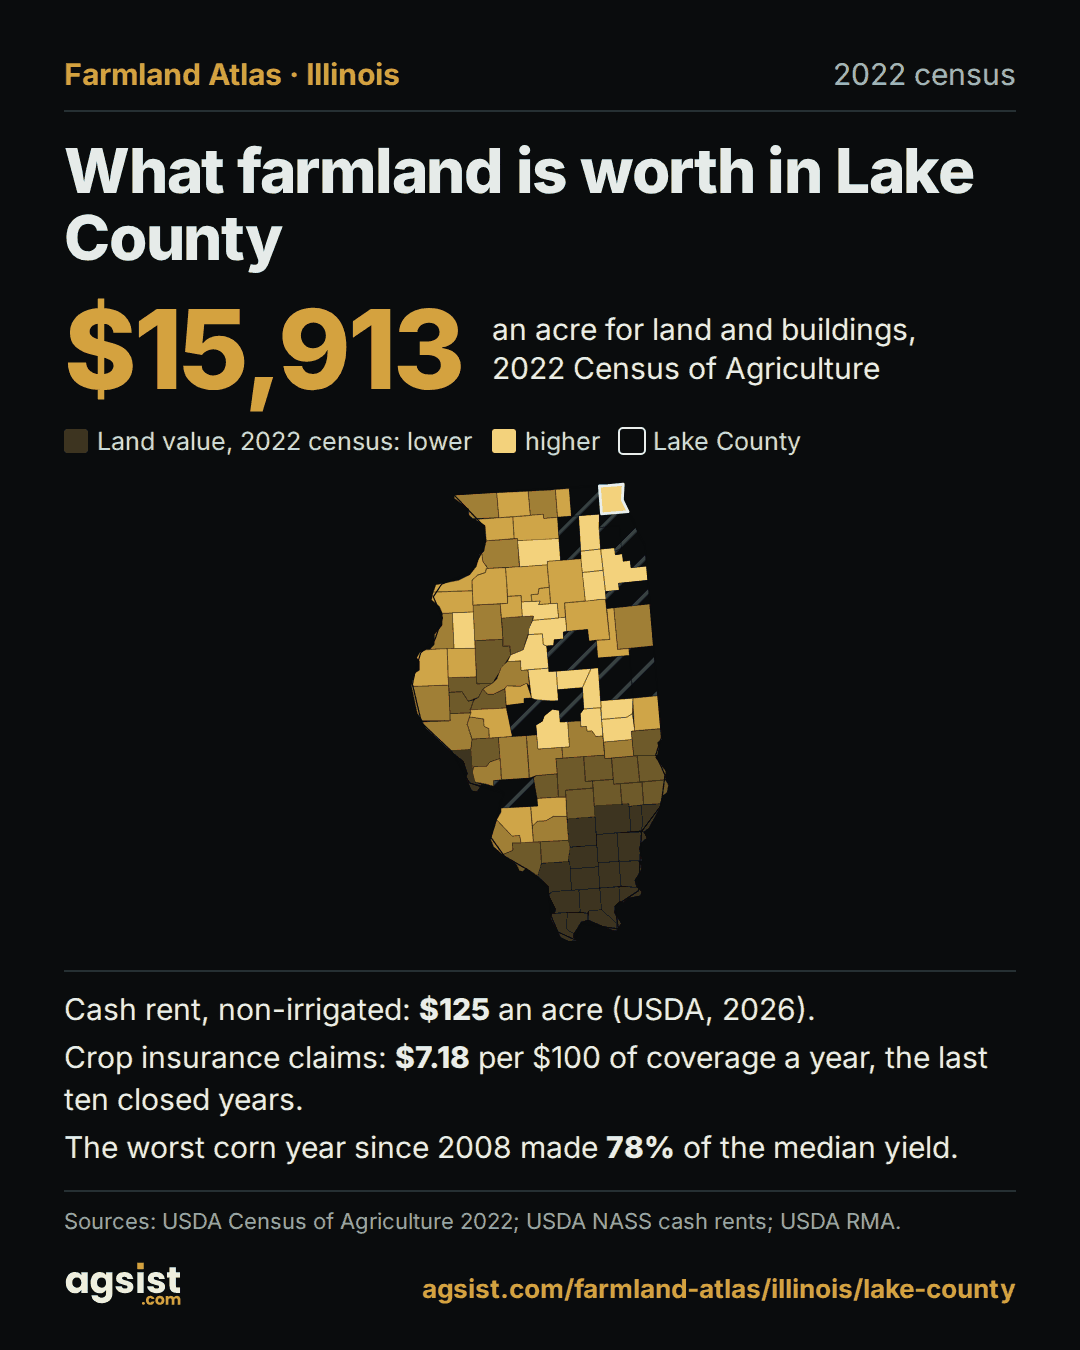 Farmland Atlas · Illinois
2022 census
What farmland is worth in Lake
County
$15,913
an acre for land and buildings,
2022 Census of Agriculture
Land value, 2022 census: lower
higher
Lake County
Cash rent, non-irrigated: $125 an acre (USDA, 2026).
Crop insurance claims: $7.18 per $100 of coverage a year, the last
ten closed years.
The worst corn year since 2008 made 78% of the median yield.
Sources: USDA Census of Agriculture 2022; USDA NASS cash rents; USDA RMA.
agsist
.com
agsist.com/farmland-atlas/illinois/lake-county